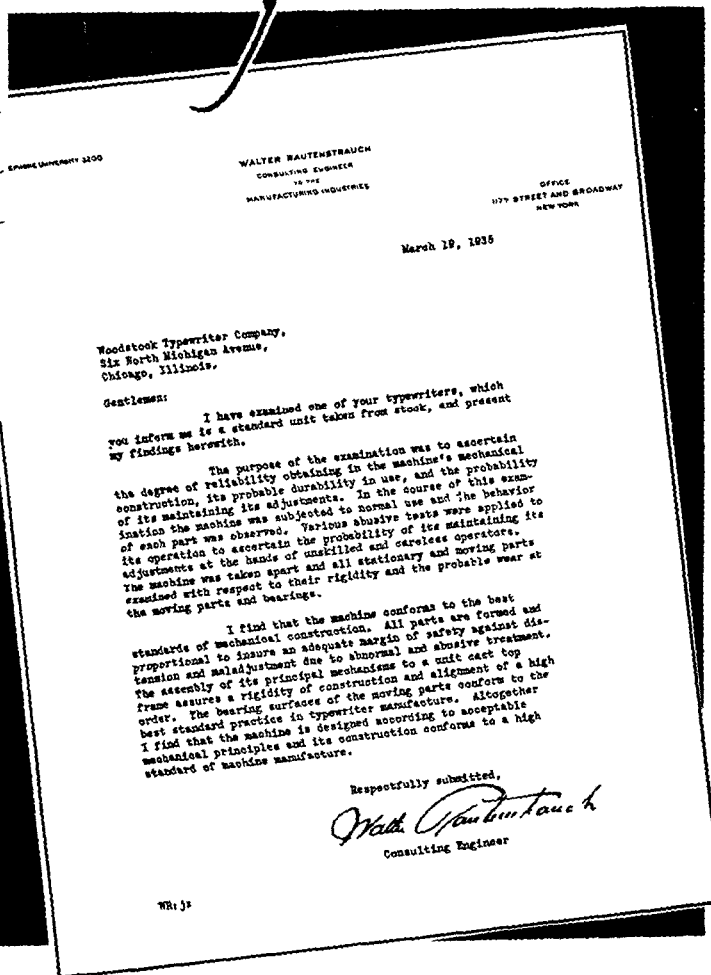 EPHONE UNIVERSITY 3200
WALTER RAUTENSTRAUCH
CONSULTING ENGINEER
TO THE
MANUFACTURING INDUSTRIES
OFFICE
117TH STREET AND BROADWAY
NEW YORK
March 19, 1935
Woodstock Typewriter Company,
Six North Michigan Avenue,
Chicago, Illinois.
Gentlemen:
I have examined one of your typewriters, which
you inform me is a standard unit taken from stock, and present
my findings herewith.
The purpose of the examination was to ascertain
the degree of reliability obtaining in the machine's mechanical
construction, its probable durability in use, and the probability
of its maintaining its adjustments. In the course of this exam-
ination the machine was subjected to normal use and the behavior
of each part was observed. Various abusive tests were applied to
its operation to ascertain the probability of its maintaining its
adjustments at the hands of unskilled and careless operators.
The machine was taken apart and all stationary and moving parts
examined with respect to their rigidity and the probable wear at
the moving parts and bearings.
I find that the machine conforms to the best
standards of mechanical construction. All parts are formed and
proportional to insure an adequate margin of safety against dis-
tension and maladjustment due to abnormal and abusive treatment.
The assembly of its principal mechanisms to a unit cast top
frame assures a rigidity of construction and alignment of a high
order. The bearing surfaces of the moving parts conform to the
best standard practice in typewriter manufacture. Altogether
I find that the machine is designed according to acceptable
mechanical principles and its construction conforms to a high
standard of machine manufacture.
Respectfully submitted,
Walter Rautenstrauch
Consulting Engineer
WR:jz